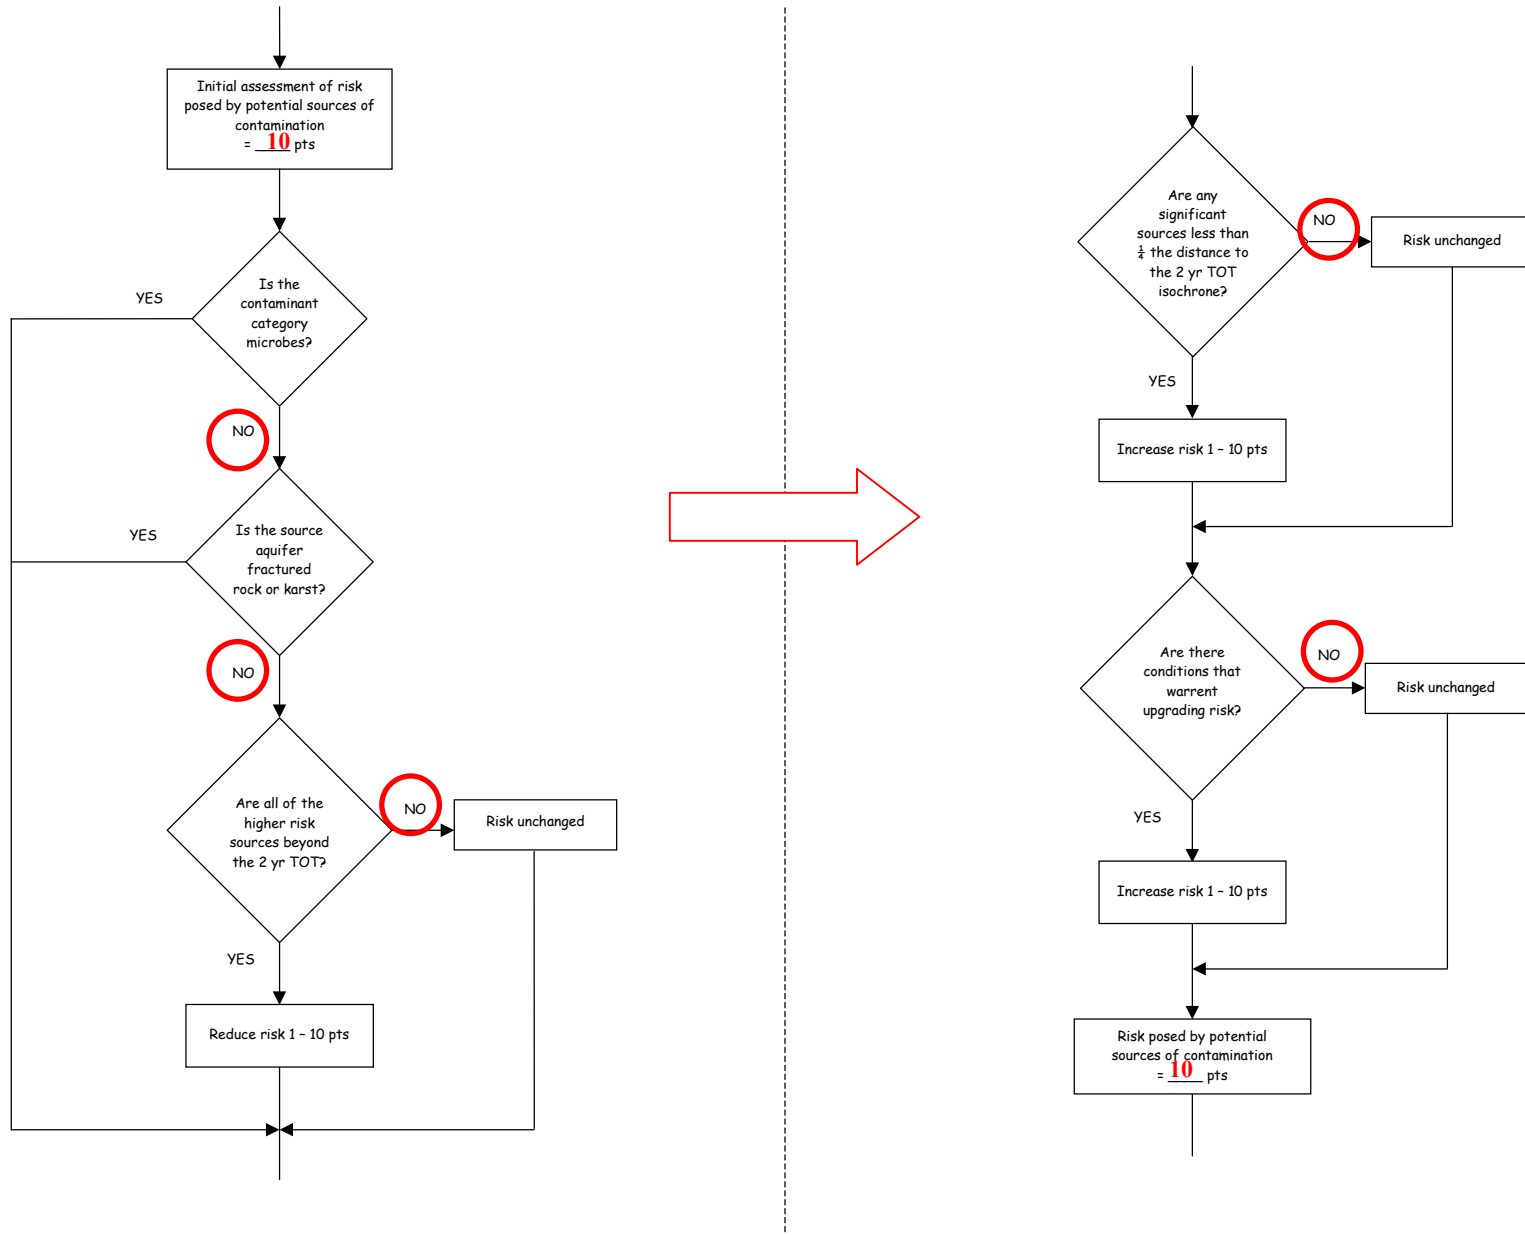 Initial assessment of risk
posed by potential sources of
contamination
= 10 pts
Is the
contaminant
category
microbes?
YES
NO
Is the source
aquifer
fractured
rock or karst?
YES
NO
Are all of the
higher risk
sources beyond
the 2 yr TOT?
NO
Risk unchanged
YES
Reduce risk 1 – 10 pts
Are any
significant
sources less than
¼ the distance to
the 2 yr TOT
isochrone?
NO
Risk unchanged
YES
Increase risk 1 – 10 pts
Are there
conditions that
warrent
upgrading risk?
NO
Risk unchanged
YES
Increase risk 1 – 10 pts
Risk posed by potential
sources of contamination
= 10 pts